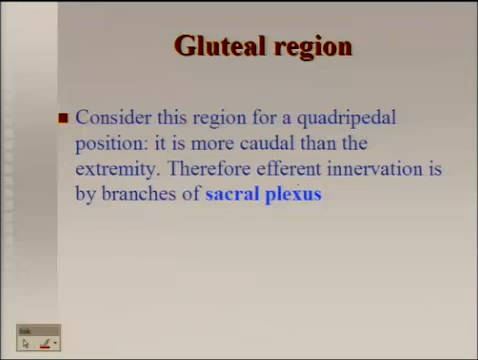 Gluteal region
Consider this region for a quadripedal
position: it is more caudal than the
extremity. Therefore efferent innervation is
by branches of sacral plexus